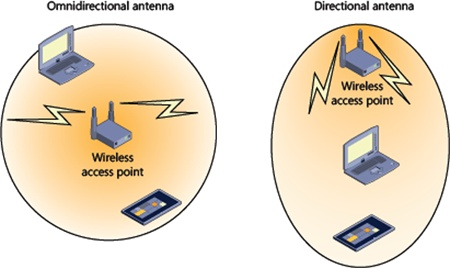 Omnidirectional antenna
Directional antenna
Wireless
access point
Wireless
access point